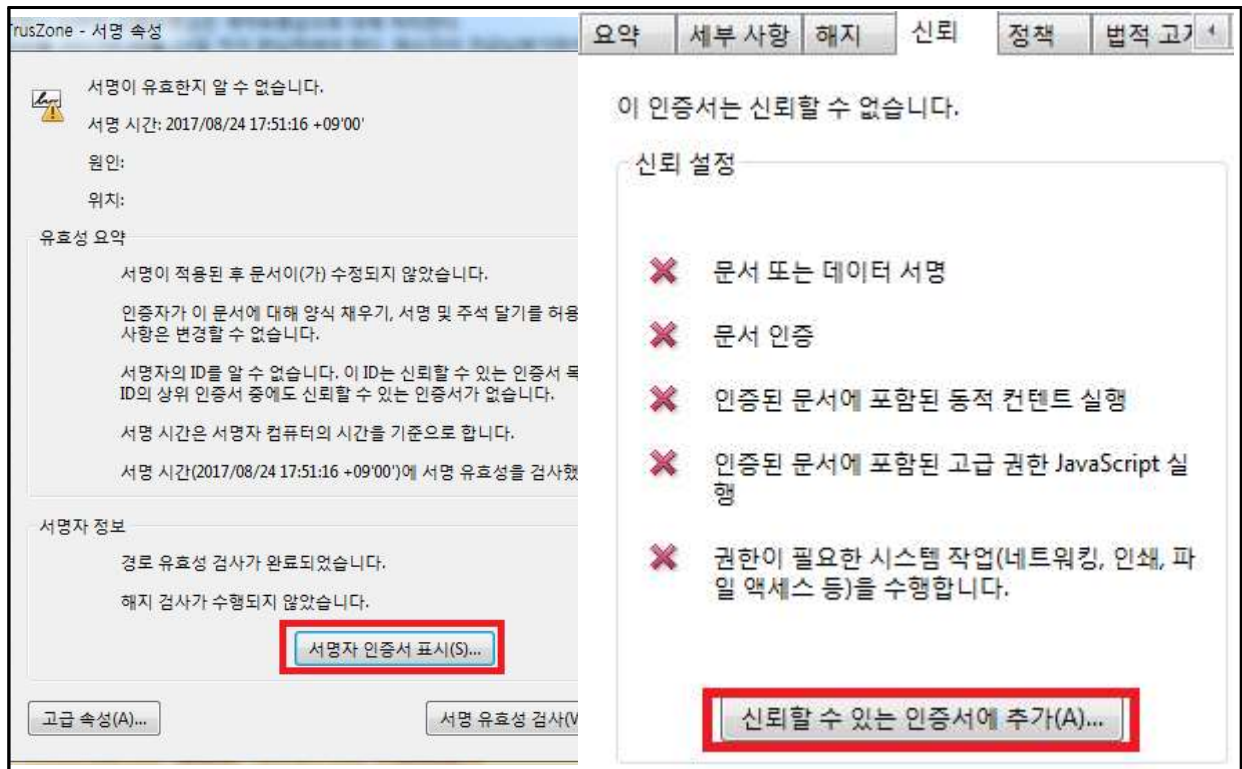 rusZone - 서명 속성
서명이 유효한지 알 수 없습니다.
서명 시간: 2017/08/24 17:51:16 +09'00'
원인:
위치:
유효성 요약
서명이 적용된 후 문서이(가) 수정되지 않았습니다.
인증자가 이 문서에 대해 양식 채우기, 서명 및 주석 달기를 허용
사항은 변경할 수 없습니다.
서명자의 ID를 알 수 없습니다. 이 ID는 신뢰할 수 있는 인증서 목
ID의 상위 인증서 중에도 신뢰할 수 있는 인증서가 없습니다.
서명 시간은 서명자 컴퓨터의 시간을 기준으로 합니다.
서명 시간(2017/08/24 17:51:16 +09'00')에 서명 유효성을 검사했
서명자 정보
경로 유효성 검사가 완료되었습니다.
해지 검사가 수행되지 않았습니다.
서명자 인증서 표시(S)...
고급 속성(A)...
서명 유효성 검사(V
요약
세부 사항
해지
신뢰
정책
법적 고지
이 인증서는 신뢰할 수 없습니다.
신뢰 설정
문서 또는 데이터 서명
문서 인증
인증된 문서에 포함된 동적 컨텐트 실행
인증된 문서에 포함된 고급 권한 JavaScript 실
행
권한이 필요한 시스템 작업(네트워킹, 인쇄, 파
일 액세스 등)을 수행합니다.
신뢰할 수 있는 인증서에 추가(A)...